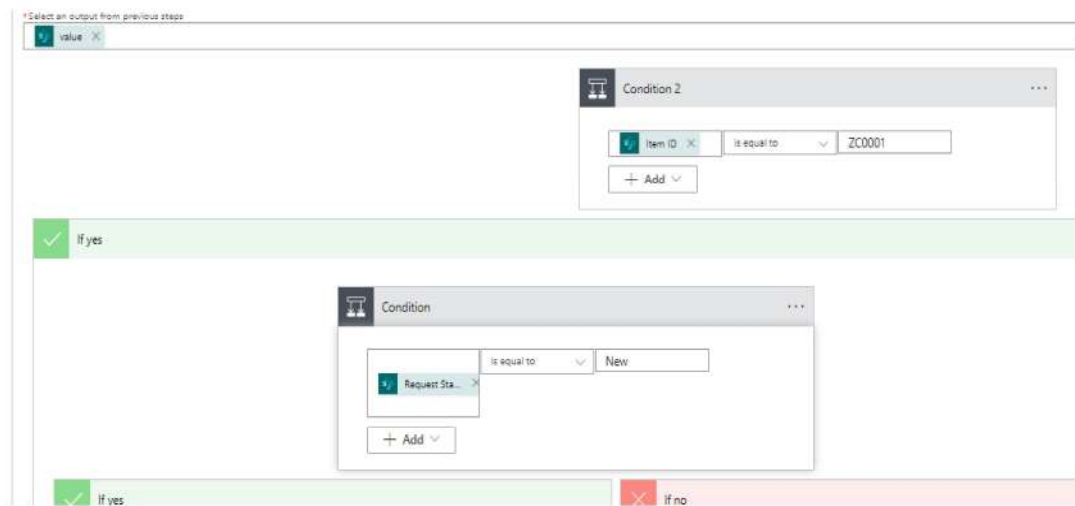 *Select an output from previous steps
value
Condition 2
Item ID is equal to ZC0001
+ Add
If yes
Condition
Request Sta... is equal to New
+ Add
If yes If no